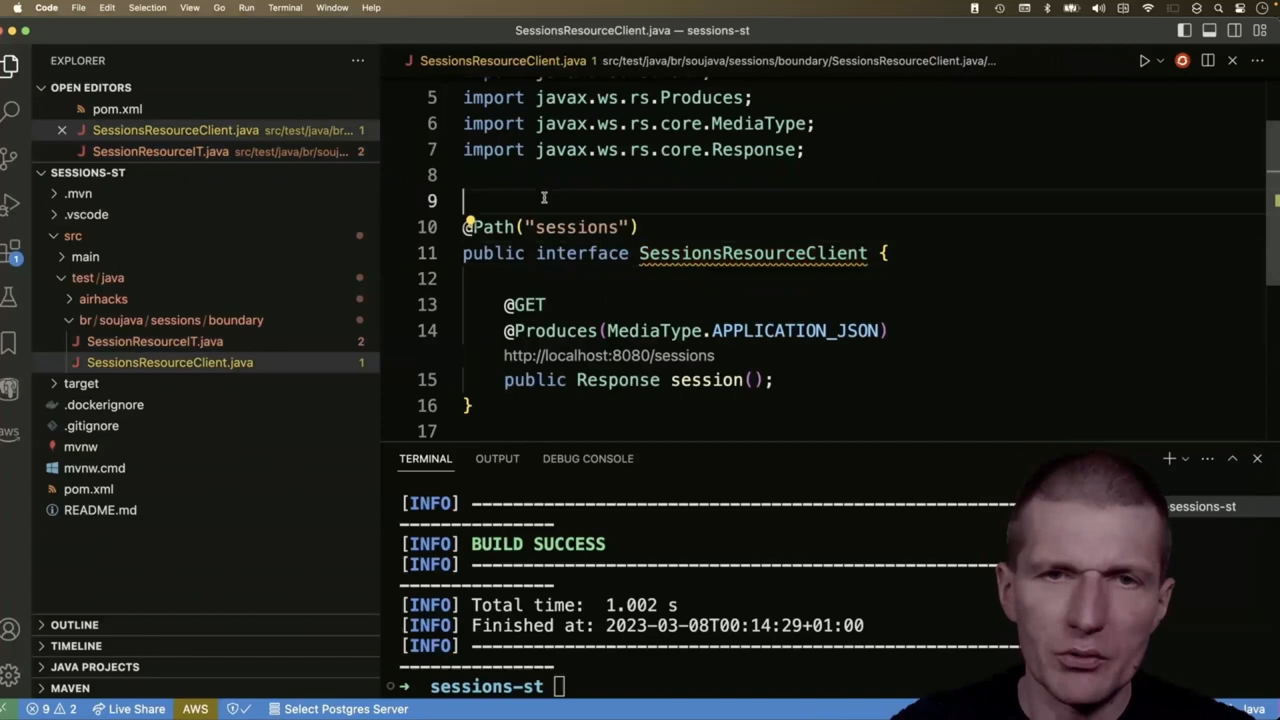 Code File Edit Selection View Go Run Terminal Window Help
SessionsResourceClient.java — sessions-st
EXPLORER
OPEN EDITORS
pom.xml
SessionsResourceClient.java src/test/java/br... 1
SessionResourceIT.java src/test/java/br/souj... 2
SESSIONS-ST
.mvn
.vscode
src
main
test/java
airhacks
br/soujava/sessions/boundary
SessionResourceIT.java 2
SessionsResourceClient.java 1
target
.dockerignore
.gitignore
mvnw
mvnw.cmd
pom.xml
README.md
OUTLINE
TIMELINE
JAVA PROJECTS
MAVEN
1
aws
SessionsResourceClient.java 1 src/test/java/br/soujava/sessions/boundary/SessionsResourceClient.java/...
5 import javax.ws.rs.Produces;
6 import javax.ws.rs.core.MediaType;
7 import javax.ws.rs.core.Response;
8
9
10 @Path("sessions")
11 public interface SessionsResourceClient {
12
13 @GET
14 @Produces(MediaType.APPLICATION_JSON)
http://localhost:8080/sessions
15 public Response session();
16 }
17
TERMINAL OUTPUT DEBUG CONSOLE
[INFO] ------------------------------------------------------
---------------
[INFO] BUILD SUCCESS
[INFO] ------------------------------------------------------
---------------
[INFO] Total time: 1.002 s
[INFO] Finished at: 2023-03-08T00:14:29+01:00
[INFO] ------------------------------------------------------
---------------
→ sessions-st
sessions-st
9 2 Live Share AWS Select Postgres Server Java